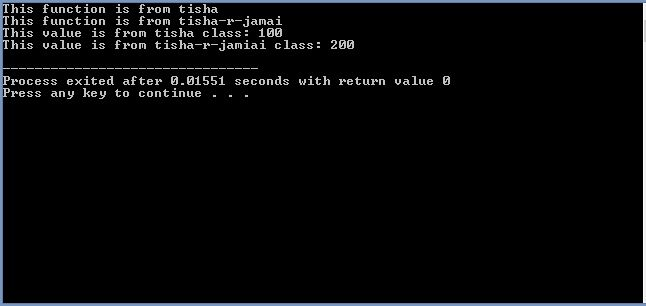 This function is from tisha
This function is from tisha-r-jamai
This value is from tisha class: 100
This value is from tisha-r-jamiai class: 200
--------------------------------
Process exited after 0.01551 seconds with return value 0
Press any key to continue . . .